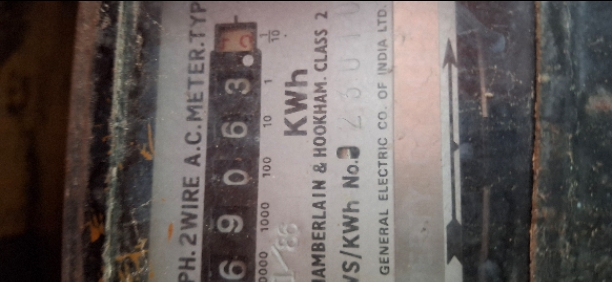 PH. 2WIRE A.C. METER. TYP
6 9 0 6 3
0000 1000 100 10 1 1/10
KWh
HAMBERLAIN & HOOKHAM. CLASS 2
VS/KWh No.
GENERAL ELECTRIC CO. OF INDIA LTD.